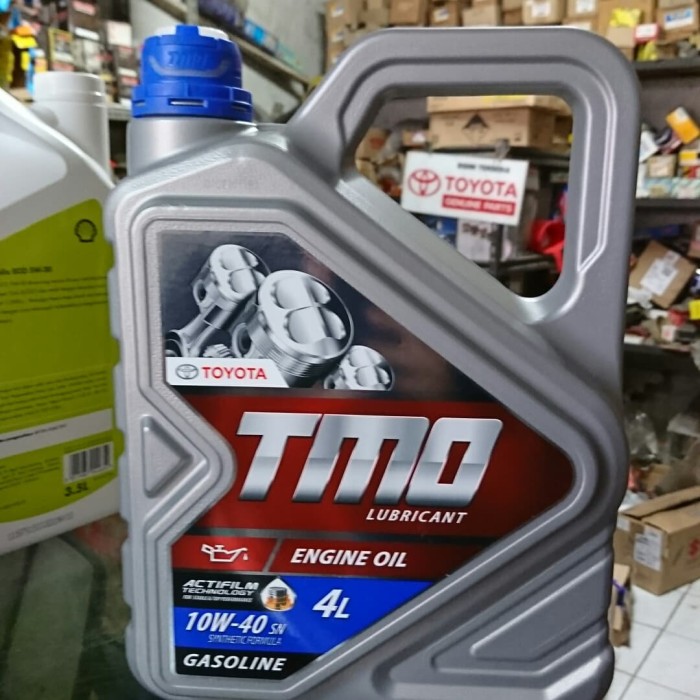 TMO
TOYOTA
GENUINE PARTS
TOYOTA
TMO
LUBRICANT
ENGINE OIL
ACTIFILM
TECHNOLOGY
4L
10W-40 SN
SYNTHETIC FORMULA
GASOLINE
3.5L